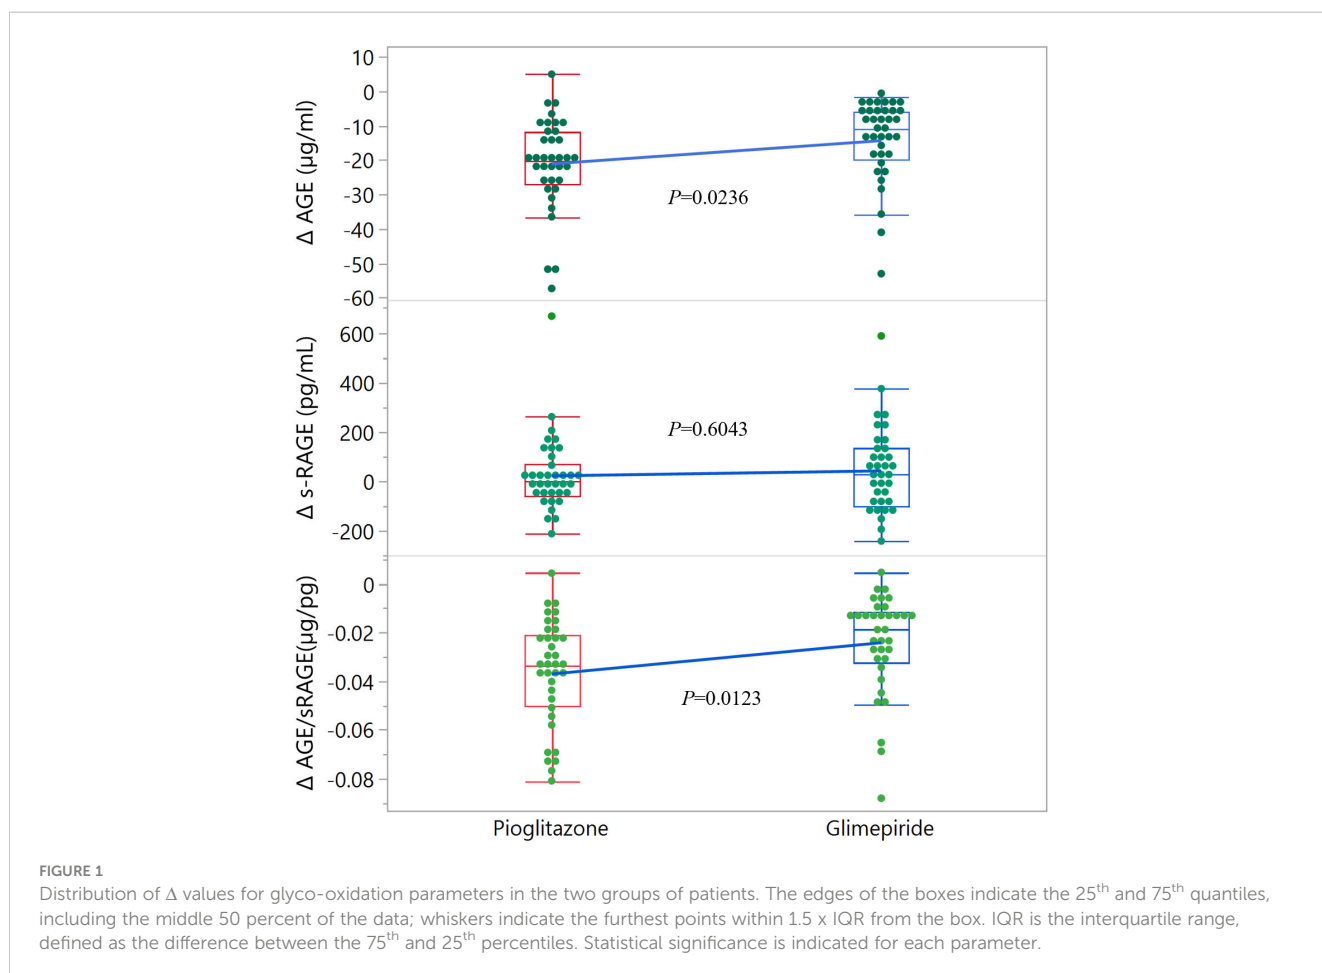 Δ AGE (µg/ml)
10
0
-10
-20
-30
-40
-50
-60
P=0.0236
Δ s-RAGE (pg/mL)
600
400
200
0
-200
P=0.6043
Δ AGE/sRAGE(µg/pg)
0
-0.02
-0.04
-0.06
-0.08
P=0.0123
Pioglitazone Glimepiride
FIGURE 1
Distribution of Δ values for glyco-oxidation parameters in the two groups of patients. The edges of the boxes indicate the 25th and 75th quantiles,
including the middle 50 percent of the data; whiskers indicate the furthest points within 1.5 x IQR from the box. IQR is the interquartile range,
defined as the difference between the 75th and 25th percentiles. Statistical significance is indicated for each parameter.